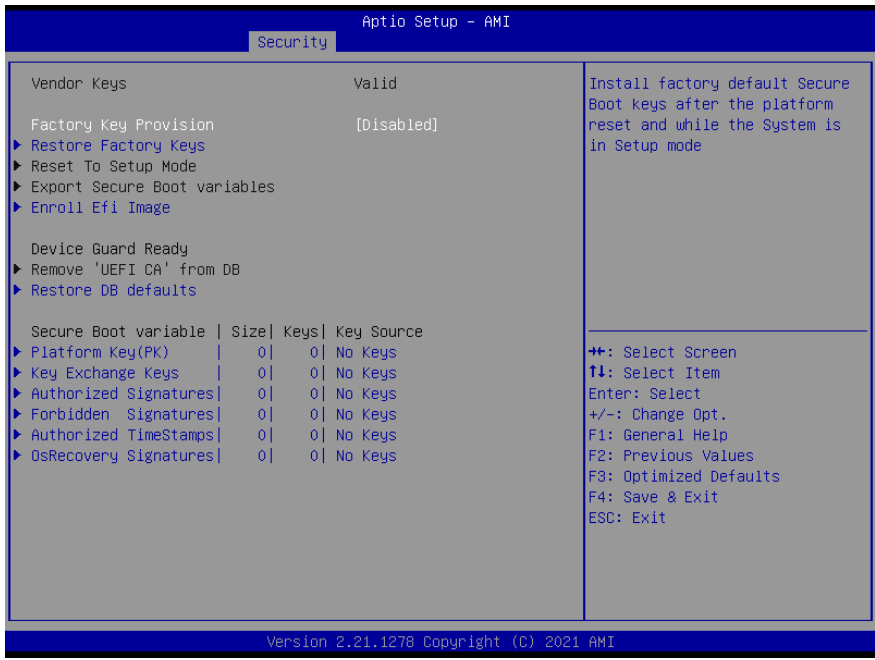 Aptio Setup – AMI
Security
Vendor Keys Valid
Factory Key Provision [Disabled]
Restore Factory Keys
Reset To Setup Mode
Export Secure Boot variables
Enroll Efi Image
Device Guard Ready
Remove 'UEFI CA' from DB
Restore DB defaults
Secure Boot variable | Size| Keys| Key Source
Platform Key(PK) | 0| 0| No Keys
Key Exchange Keys | 0| 0| No Keys
Authorized Signatures| 0| 0| No Keys
Forbidden Signatures| 0| 0| No Keys
Authorized TimeStamps| 0| 0| No Keys
OsRecovery Signatures| 0| 0| No Keys
Install factory default Secure
Boot keys after the platform
reset and while the System is
in Setup mode
→←: Select Screen
↑↓: Select Item
Enter: Select
+/-: Change Opt.
F1: General Help
F2: Previous Values
F3: Optimized Defaults
F4: Save & Exit
ESC: Exit
Version 2.21.1278 Copyright (C) 2021 AMI